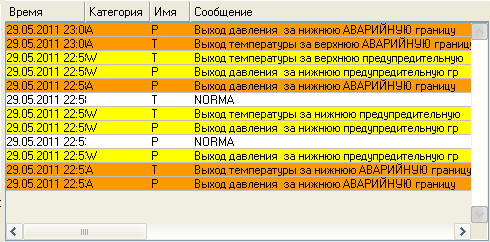 Время Категория Имя Сообщение
29.05.2011 23:0 A P Выход давления за нижнюю АВАРИЙНУЮ границу
29.05.2011 23:0 A T Выход температуры за верхнюю АВАРИЙНУЮ границу
29.05.2011 22:5 W T Выход температуры за верхнюю предупредительную
29.05.2011 22:5 W P Выход давления за нижнюю предупредительную гр
29.05.2011 22:5 A P Выход давления за нижнюю АВАРИЙНУЮ границу
29.05.2011 22:5 T NORMA
29.05.2011 22:5 W T Выход температуры за нижнюю предупредительную
29.05.2011 22:5 W P Выход давления за нижнюю предупредительную гр
29.05.2011 22:5 P NORMA
29.05.2011 22:5 W P Выход давления за нижнюю предупредительную гр
29.05.2011 22:5 A T Выход температуры за нижнюю АВАРИЙНУЮ границу
29.05.2011 22:5 A P Выход давления за нижнюю АВАРИЙНУЮ границу